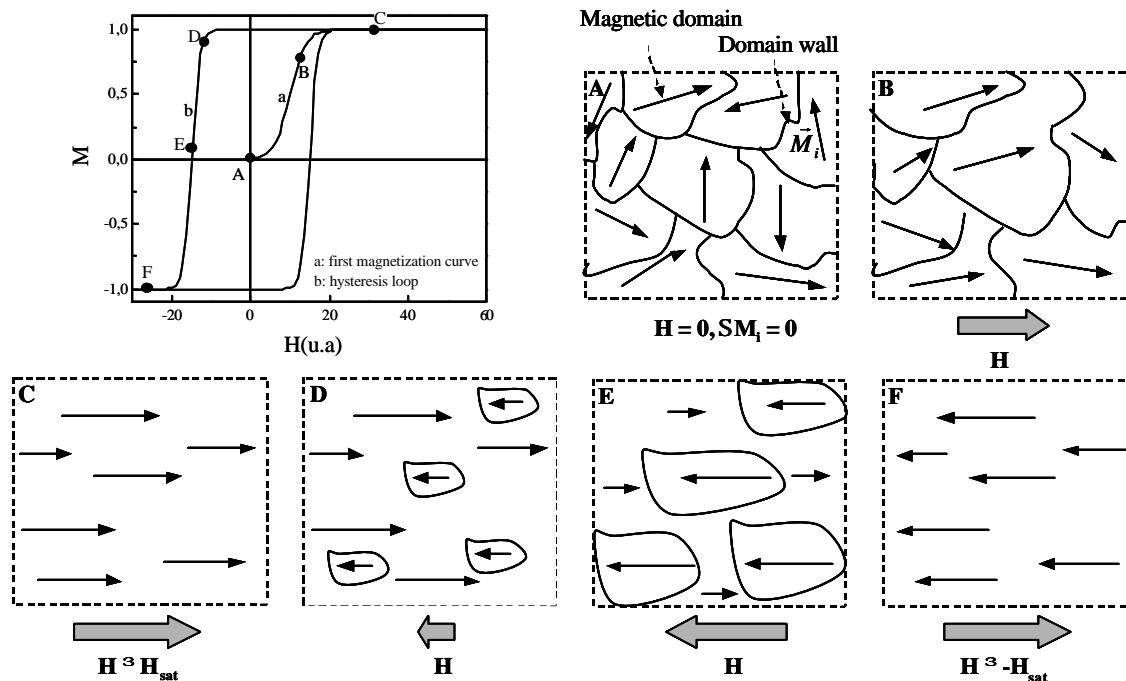 1,0
0,5
0,0
-0,5
-1,0
M
-20
0
20
40
60
H(u.a)
A
B
C
D
E
F
a
b
a: first magnetization curve
b: hysteresis loop
Magnetic domain
Domain wall
A
M⃗i
H = 0, SMi = 0
B
H
C
H ³ Hsat
D
H
E
H
F
H ³ -Hsat